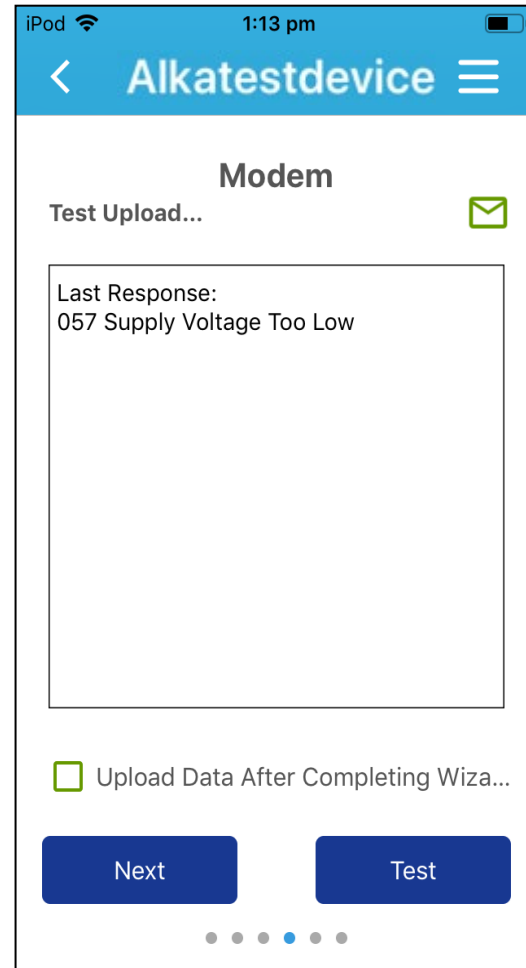 iPod 1:13 pm
Alkatestdevice
Modem
Test Upload...
Last Response:
057 Supply Voltage Too Low
Upload Data After Completing Wiza...
Next Test